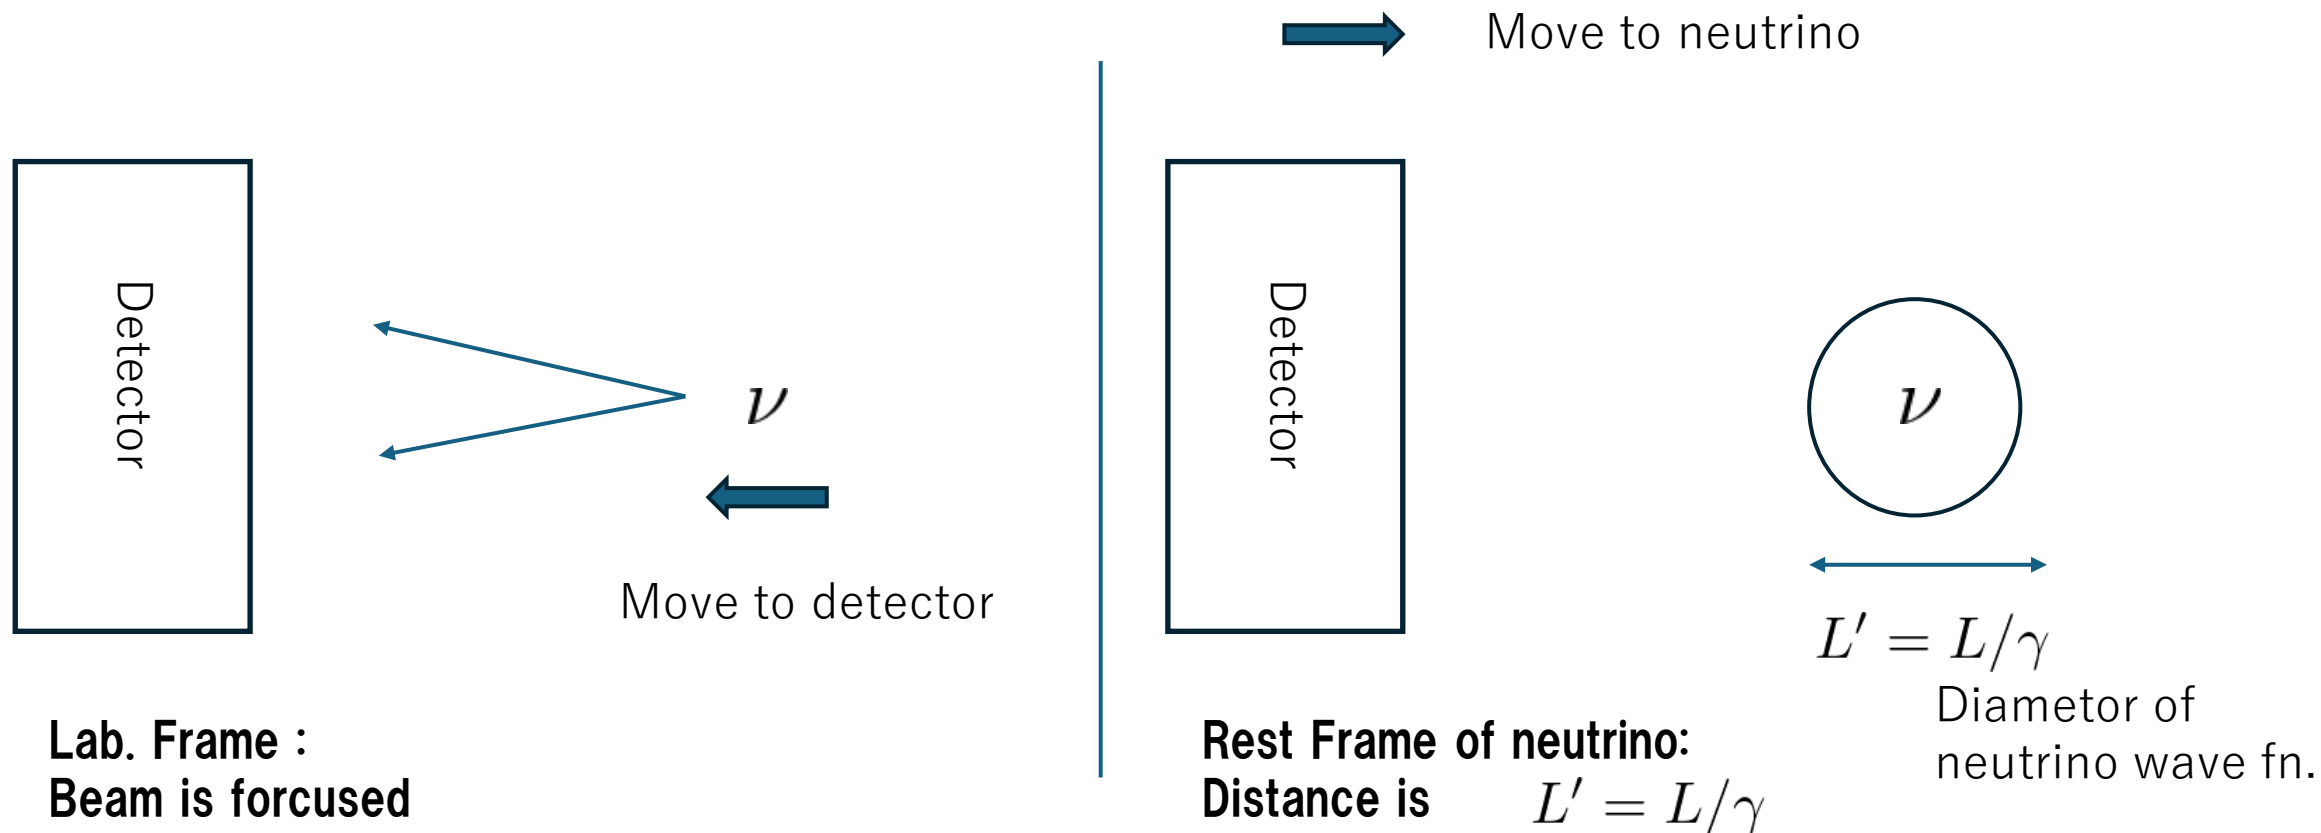 Move to neutrino
Detector
ν
Move to detector
Lab. Frame :
Beam is forcused
Detector
ν
L′ = L/γ
Diametor of
neutrino wave fn.
Rest Frame of neutrino:
Distance is L′ = L/γ